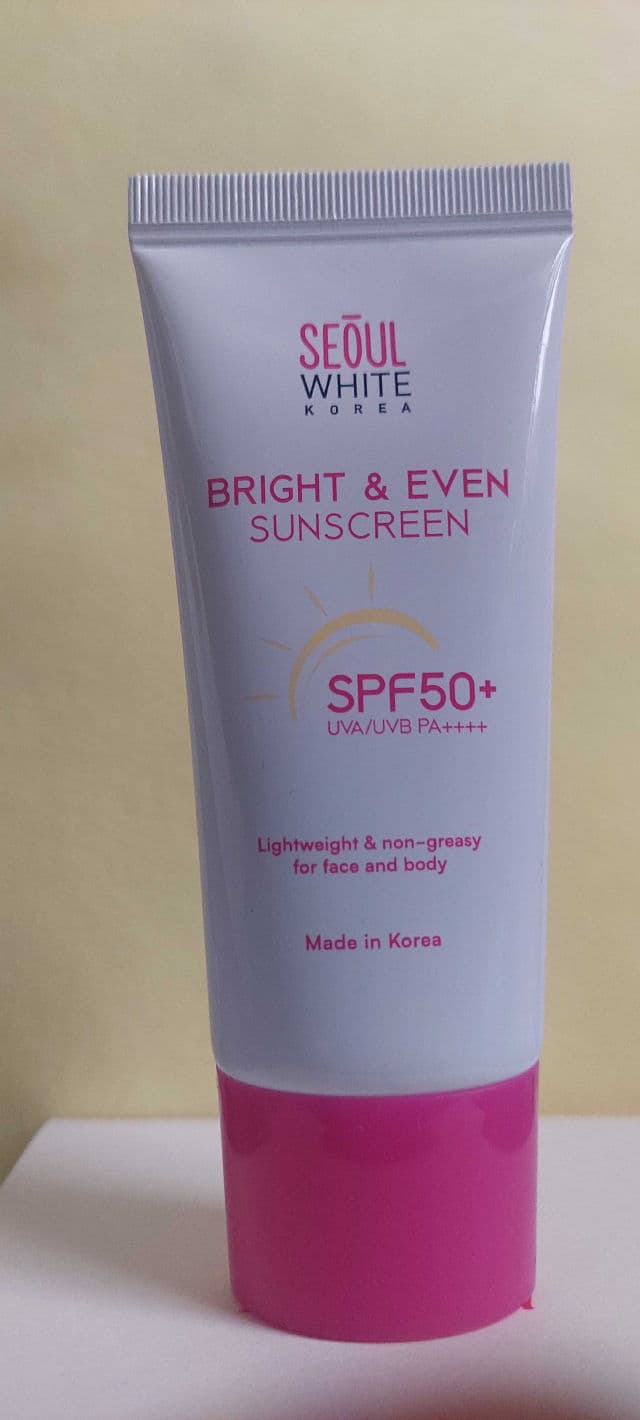 SEŌUL
WHITE
KOREA
BRIGHT & EVEN
SUNSCREEN
SPF50+
UVA/UVB PA++++
Lightweight & non-greasy
for face and body
Made in Korea